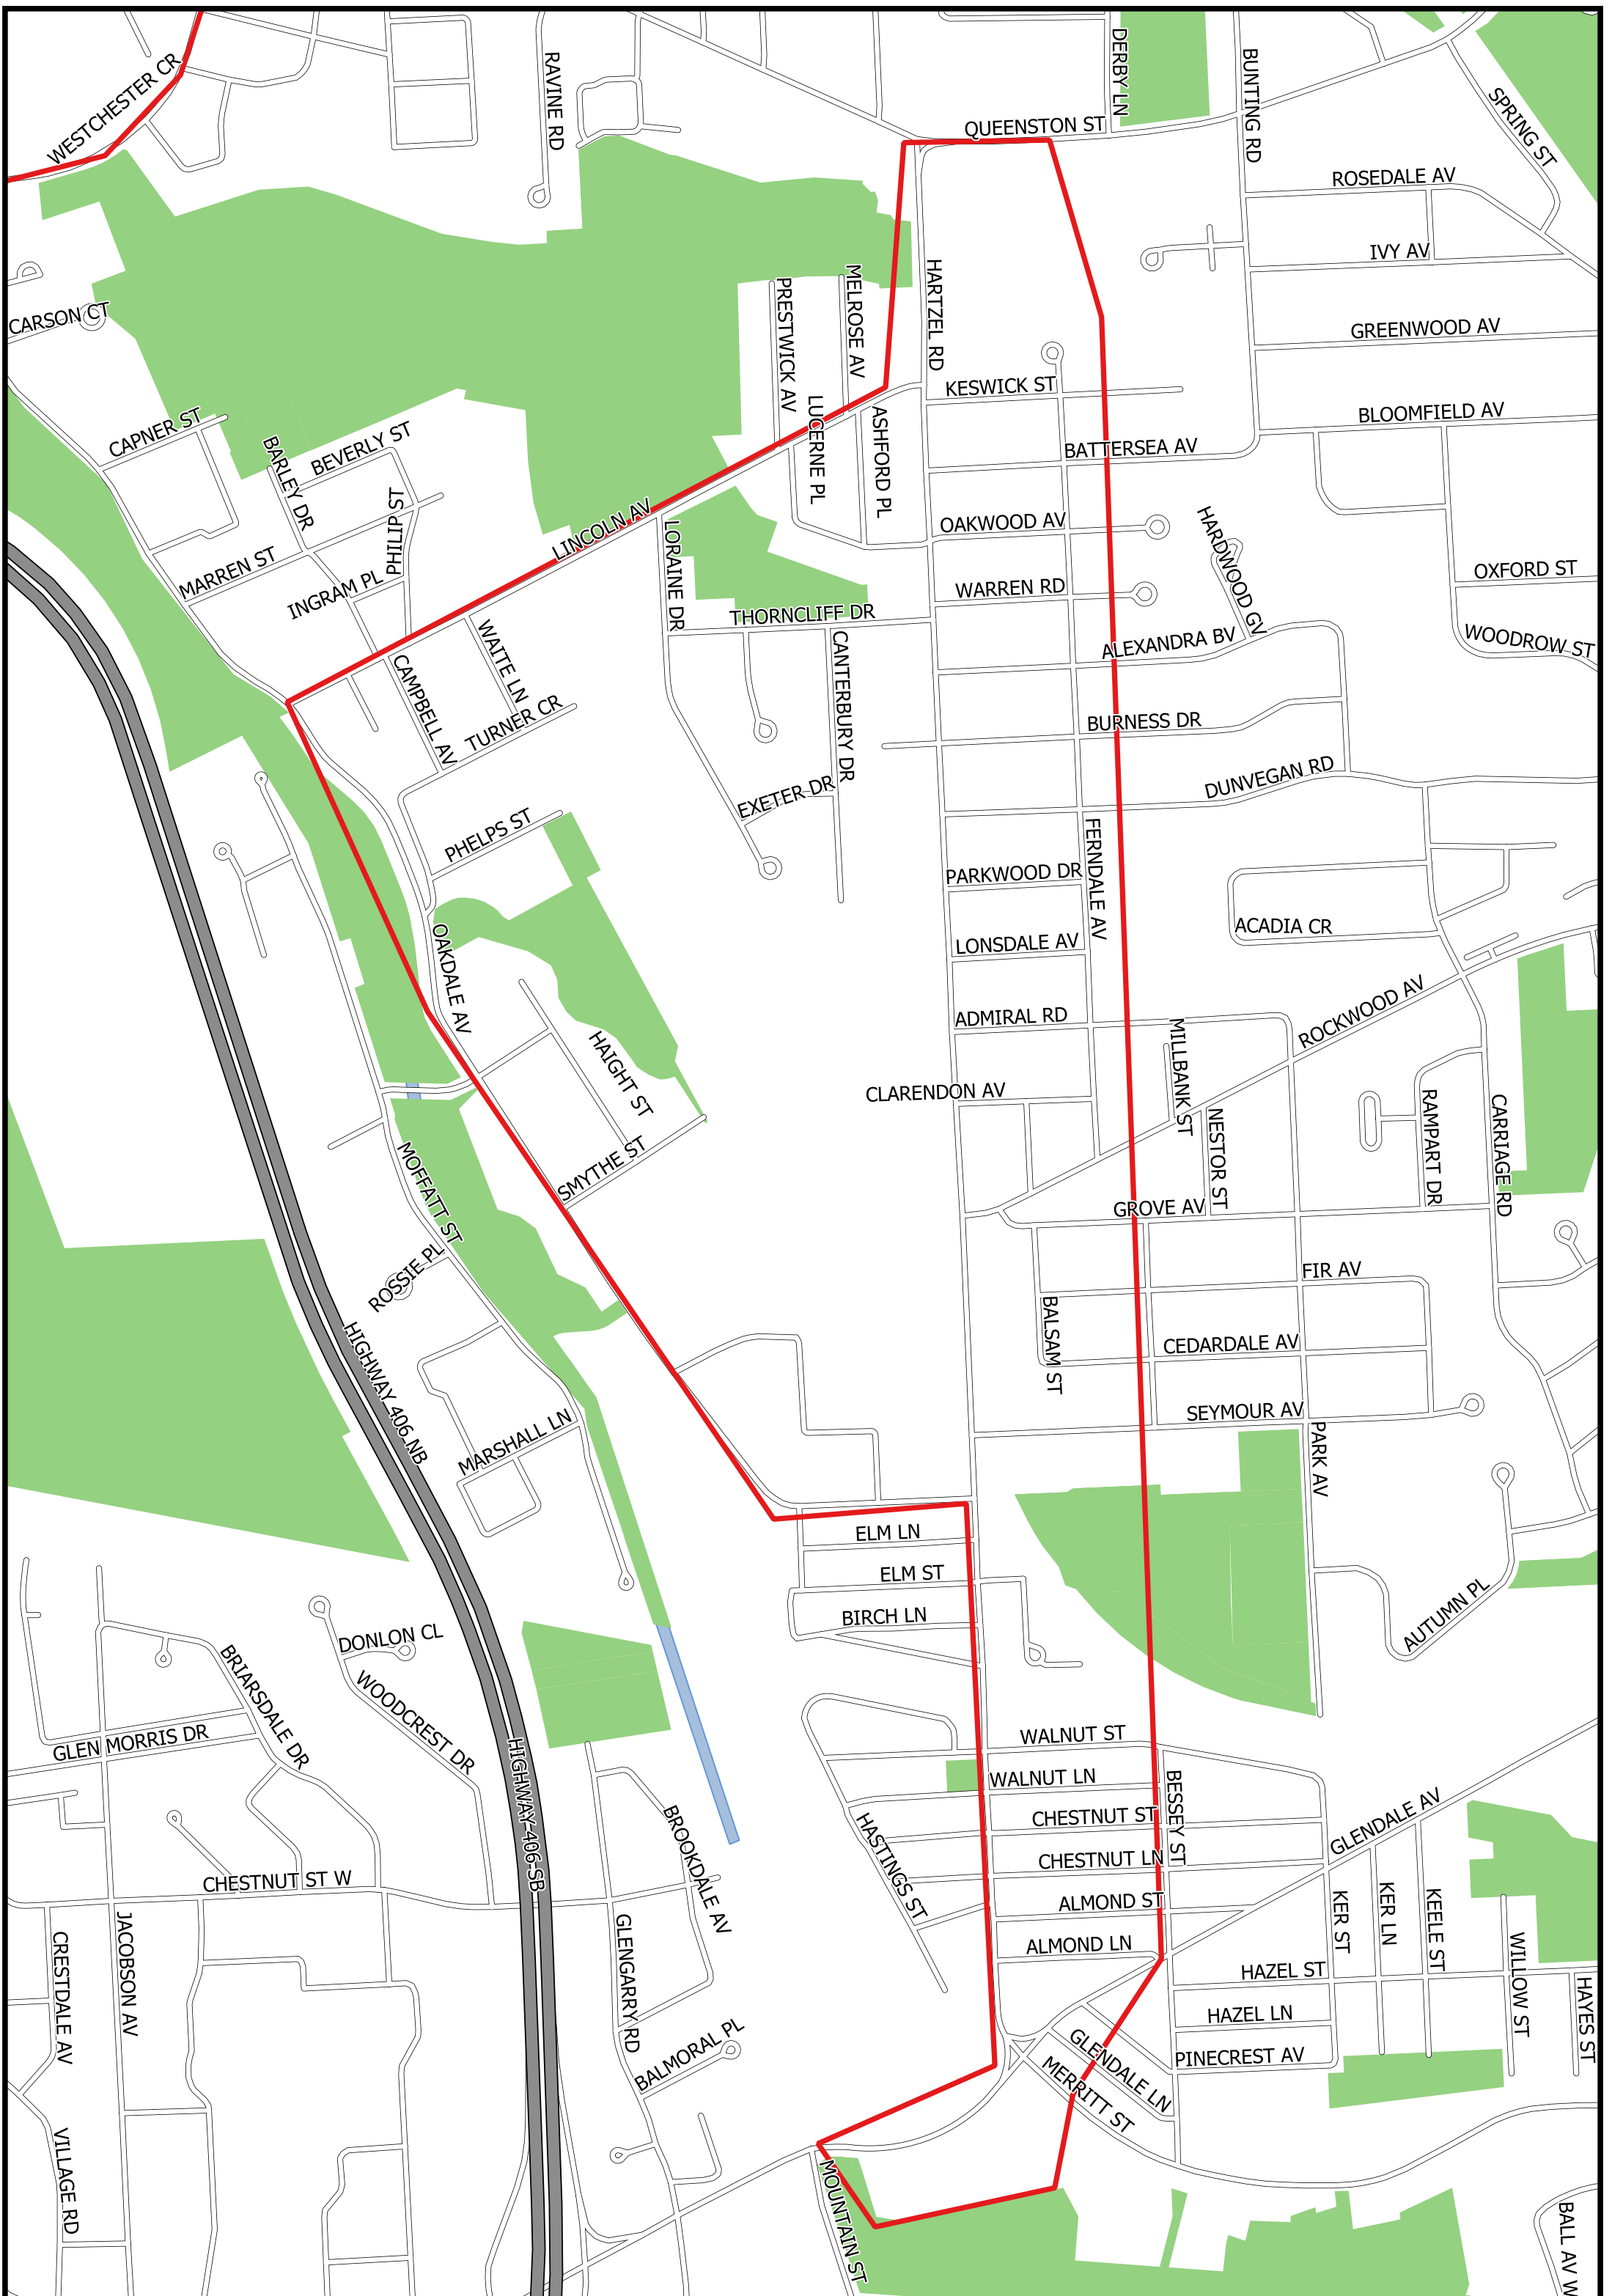 WESTCHESTER CR
RAVINE RD
DERBY LN
QUEENSTON ST
BUNTING RD
SPRING ST
ROSEDALE AV
IVY AV
CARSON CT
PRESTWICK AV
MELROSE AV
HARTZEL RD
GREENWOOD AV
KESWICK ST
CAPNER ST
BARLEY DR
BEVERLY ST
LUCERNE PL
ASHFORD PL
BLOOMFIELD AV
BATTERSEA AV
PHILIP ST
LINCOLN AV
LORAINE DR
OAKWOOD AV
HARDWOOD GV
MARREN ST
INGRAM PL
WARREN RD
OXFORD ST
THORNCLIFF DR
WAITE LN
CANTERBURY DR
ALEXANDRA BV
WOODROW ST
CAMPBELL AV
TURNER CR
BURNESS DR
EXETER DR
DUNVEGAN RD
PHELPS ST
FERNDALE AV
PARKWOOD DR
OAKDALE AV
LONSDALE AV
ACADIA CR
ADMIRAL RD
MILLBANK ST
ROCKWOOD AV
HAIGHT ST
CLARENDON AV
NESTOR ST
RAMPART DR
CARRIAGE RD
MOFFATT ST
SMYTHE ST
GROVE AV
ROSSIE PL
FIR AV
HIGHWAY 406 NB
BALSAM ST
CEDARDALE AV
MARSHALL LN
SEYMOUR AV
PARK AV
ELM LN
ELM ST
BIRCH LN
AUTUMN PL
DONLON CL
BRIARSDALE DR
WOODCREST DR
GLEN MORRIS DR
HIGHWAY 406 SB
WALNUT ST
WALNUT LN
BESSEY ST
BROOKDALE AV
HASTINGS ST
CHESTNUT ST
GLENDALE AV
CHESTNUT LN
CHESTNUT ST W
ALMOND ST
KER ST
KER LN
KEELE ST
CRESTDALE AV
JACOBSON AV
GLENGARRY RD
ALMOND LN
WILLOW ST
HAZEL ST
HAYES ST
HAZEL LN
BALMORAL PL
GLENDALE LN
PINECREST AV
MERRITT ST
VILLAGE RD
MOUNTAIN ST
BALL AV W